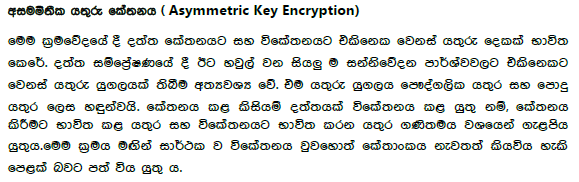 අසමමිතික යතුරු කේතනය ( Asymmetric Key Encryption)
මෙම ක්‍රමවේදයේ දී දත්ත කේතනයට සහ විකේතනයට එකිනෙක වෙනස් යතුරු දෙකක් භාවිත
කෙරේ. දත්ත සම්ප්‍රේෂණයේ දී ඊට හවුල් වන සියලු ම සන්නිවේදන පාර්ශ්වවලට එකිනෙකට
වෙනස් යතුරු යුගලයක් තිබීම අත්‍යවශ්‍ය වේ. එම යතුරු යුගලය පෞද්ගලික යතුර සහ පොදු
යතුර ලෙස හඳුන්වයි. කේතනය කළ කිසියම් දත්තයක් විකේතනය කළ යුතු නම්, කේතනය
කිරීමට භාවිත කළ යතුර සහ විකේතනයට භාවිත කරන යතුර ගණිතමය වශයෙන් ගැළපිය
යුතුය.මෙම ක්‍රමය මඟින් සාර්ථක ව විකේතනය වුවහොත් කේතාංකය නැවතත් කියවිය හැකි
පෙළක් බවට පත් විය යුතු ය.